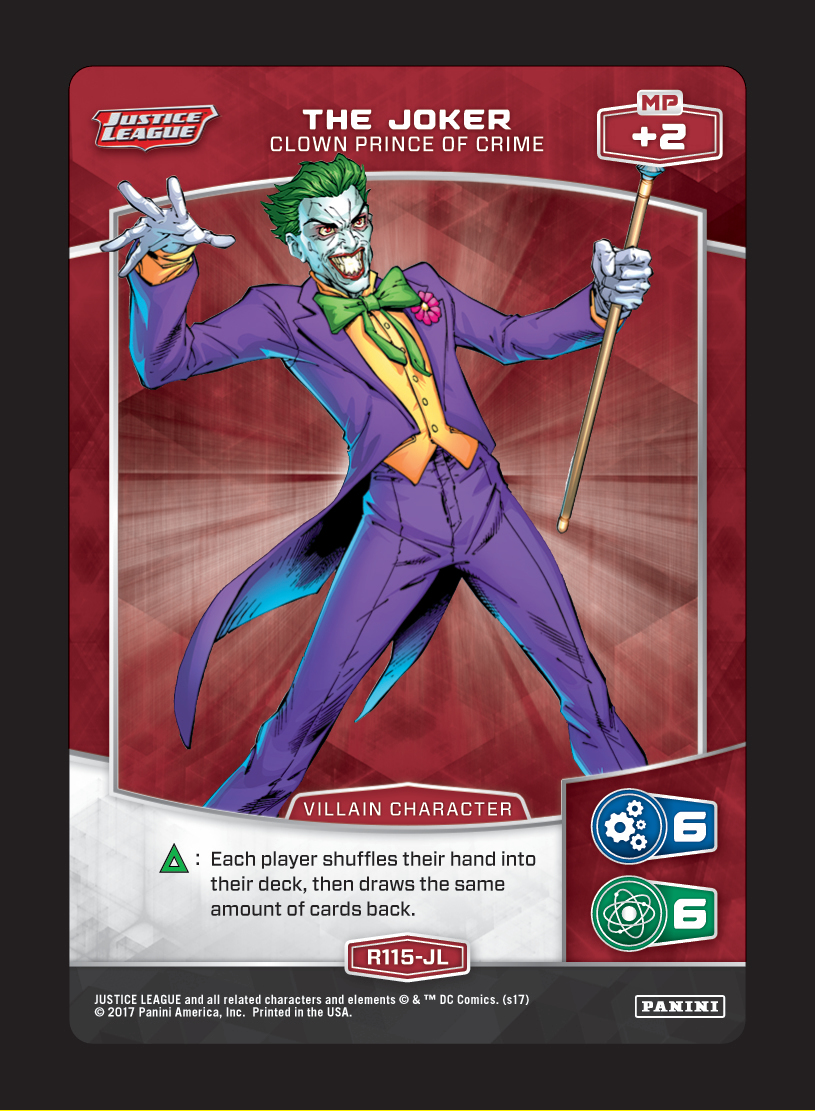 JUSTICE
LEAGUE
THE JOKER
CLOWN PRINCE OF CRIME
MP
+2
VILLAIN CHARACTER
: Each player shuffles their hand into
their deck, then draws the same
amount of cards back.
6
6
R115-JL
JUSTICE LEAGUE and all related characters and elements © & ™ DC Comics. (s17)
© 2017 Panini America, Inc. Printed in the USA.
PANINI